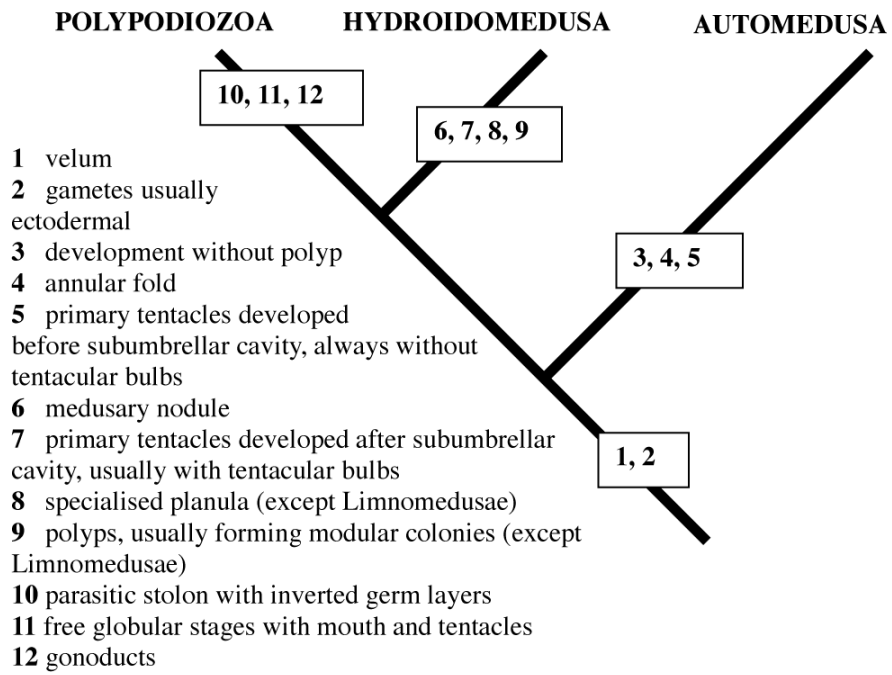 POLYPODIOZOA HYDROIDOMEDUSA AUTOMEDUSA
10, 11, 12
6, 7, 8, 9
3, 4, 5
1, 2
1 velum
2 gametes usually
ectodermal
3 development without polyp
4 annular fold
5 primary tentacles developed
before subumbrellar cavity, always without
tentacular bulbs
6 medusary nodule
7 primary tentacles developed after subumbrellar
cavity, usually with tentacular bulbs
8 specialised planula (except Limnomedusae)
9 polyps, usually forming modular colonies (except
Limnomedusae)
10 parasitic stolon with inverted germ layers
11 free globular stages with mouth and tentacles
12 gonoducts